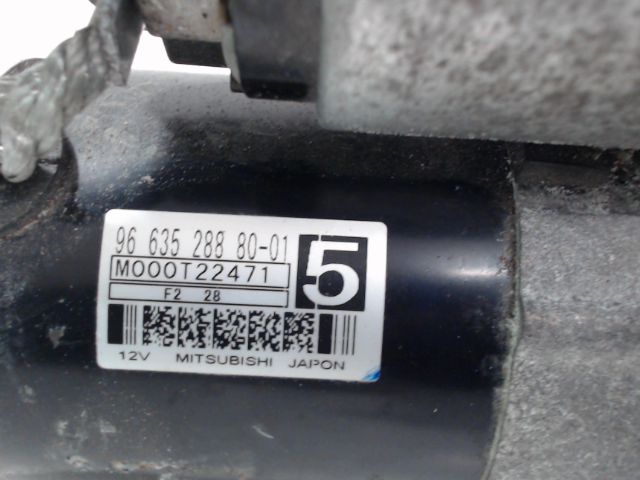 96 635 288 80-01
5
M000T22471
F2 28
12V MITSUBISHI JAPON